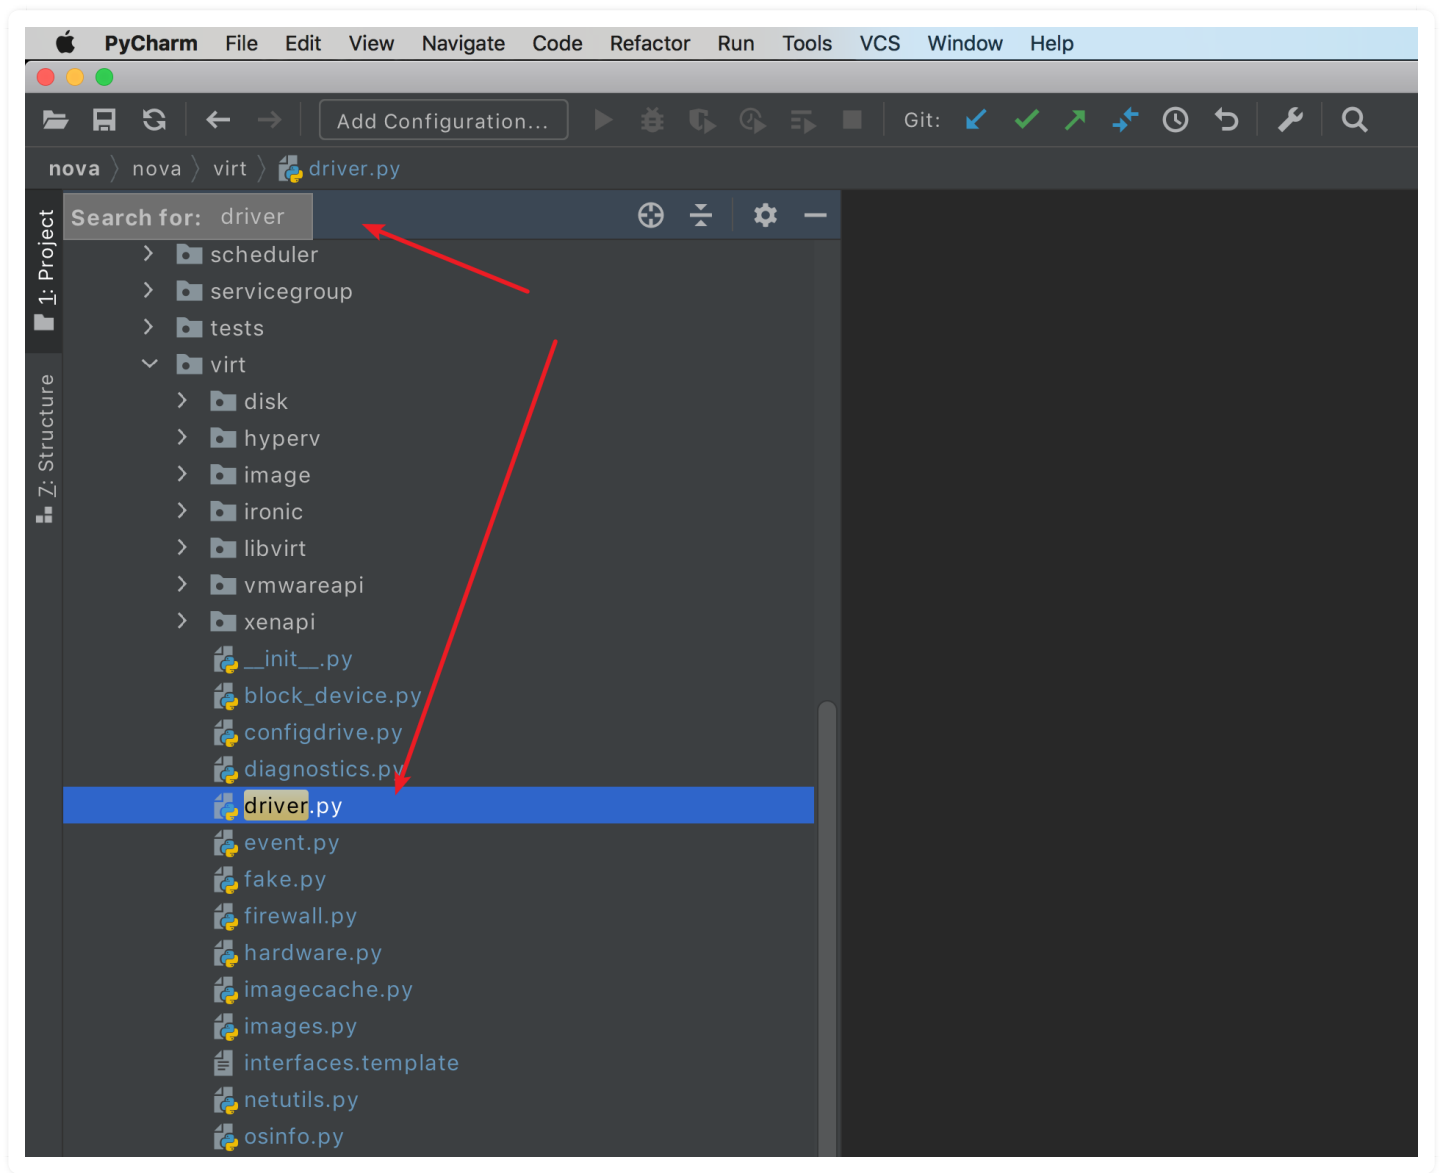 PyCharm File Edit View Navigate Code Refactor Run Tools VCS Window Help
Add Configuration... Git:
nova nova virt driver.py
1: Project
7: Structure
Search for: driver
scheduler
servicegroup
tests
virt
disk
hyperv
image
ironic
libvirt
vmwareapi
xenapi
__init__.py
block_device.py
configdrive.py
diagnostics.py
driver.py
event.py
fake.py
firewall.py
hardware.py
imagecache.py
images.py
interfaces.template
netutils.py
osinfo.py